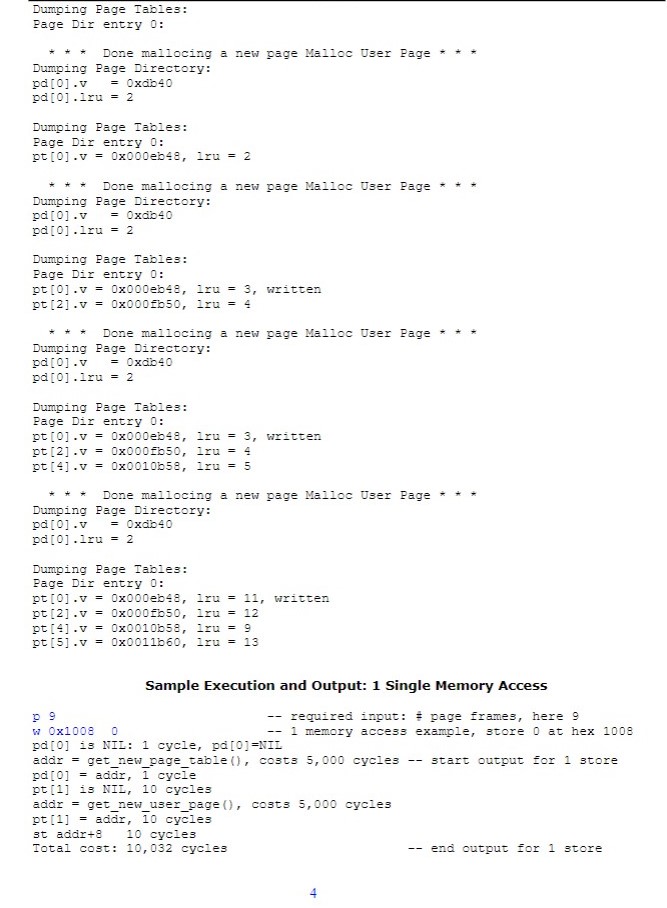 Dumping Page Tables:
Page Dir entry 0:
* * * Done mallocing a new page Malloc User Page * * *
Dumping Page Directory:
pd[0].v = 0xdb40
pd[0].lru = 2
Dumping Page Tables:
Page Dir entry 0:
pt[0].v = 0x000eb48, lru = 2
* * * Done mallocing a new page Malloc User Page * * *
Dumping Page Directory:
pd[0].v = 0xdb40
pd[0].lru = 2
Dumping Page Tables:
Page Dir entry 0:
pt[0].v = 0x000eb48, lru = 3, written
pt[2].v = 0x000fb50, lru = 4
* * * Done mallocing a new page Malloc User Page * * *
Dumping Page Directory:
pd[0].v = 0xdb40
pd[0].lru = 2
Dumping Page Tables:
Page Dir entry 0:
pt[0].v = 0x000eb48, lru = 3, written
pt[2].v = 0x000fb50, lru = 4
pt[4].v = 0x0010b58, lru = 5
* * * Done mallocing a new page Malloc User Page * * *
Dumping Page Directory:
pd[0].v = 0xdb40
pd[0].lru = 2
Dumping Page Tables:
Page Dir entry 0:
pt[0].v = 0x000eb48, lru = 11, written
pt[2].v = 0x000fb50, lru = 12
pt[4].v = 0x0010b58, lru = 9
pt[5].v = 0x0011b60, lru = 13
Sample Execution and Output: 1 Single Memory Access
p 9 -- required input: # page frames, here 9
w 0x1008 0 -- 1 memory access example, store 0 at hex 1008
pd[0] is NIL: 1 cycle, pd[0]=NIL
addr = get_new_page_table(), costs 5,000 cycles -- start output for 1 store
pd[0] = addr, 1 cycle
pt[1] is NIL, 10 cycles
addr = get_new_user_page(), costs 5,000 cycles
pt[1] = addr, 10 cycles
st addr+8 10 cycles
Total cost: 10,032 cycles -- end output for 1 store
4